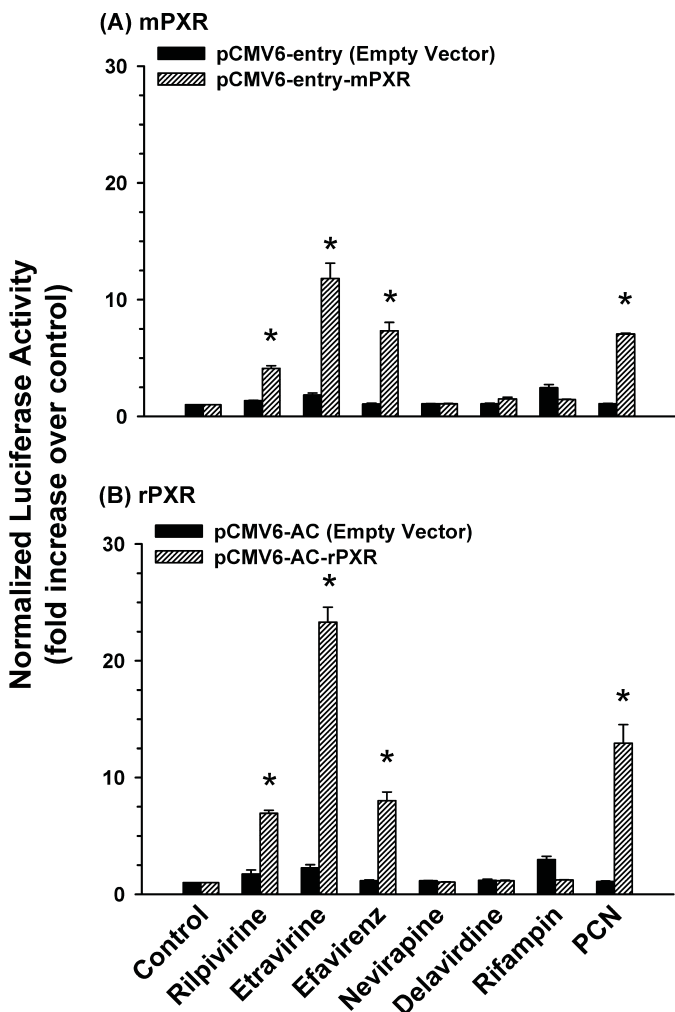 (A) mPXR
pCMV6-entry (Empty Vector)
pCMV6-entry-mPXR
30
20
10
0
*
*
*
*
Normalized Luciferase Activity
(fold increase over control)
(B) rPXR
pCMV6-AC (Empty Vector)
pCMV6-AC-rPXR
30
20
10
0
*
*
*
*
Control
Rilpivirine
Etravirine
Efavirenz
Nevirapine
Delavirdine
Rifampin
PCN